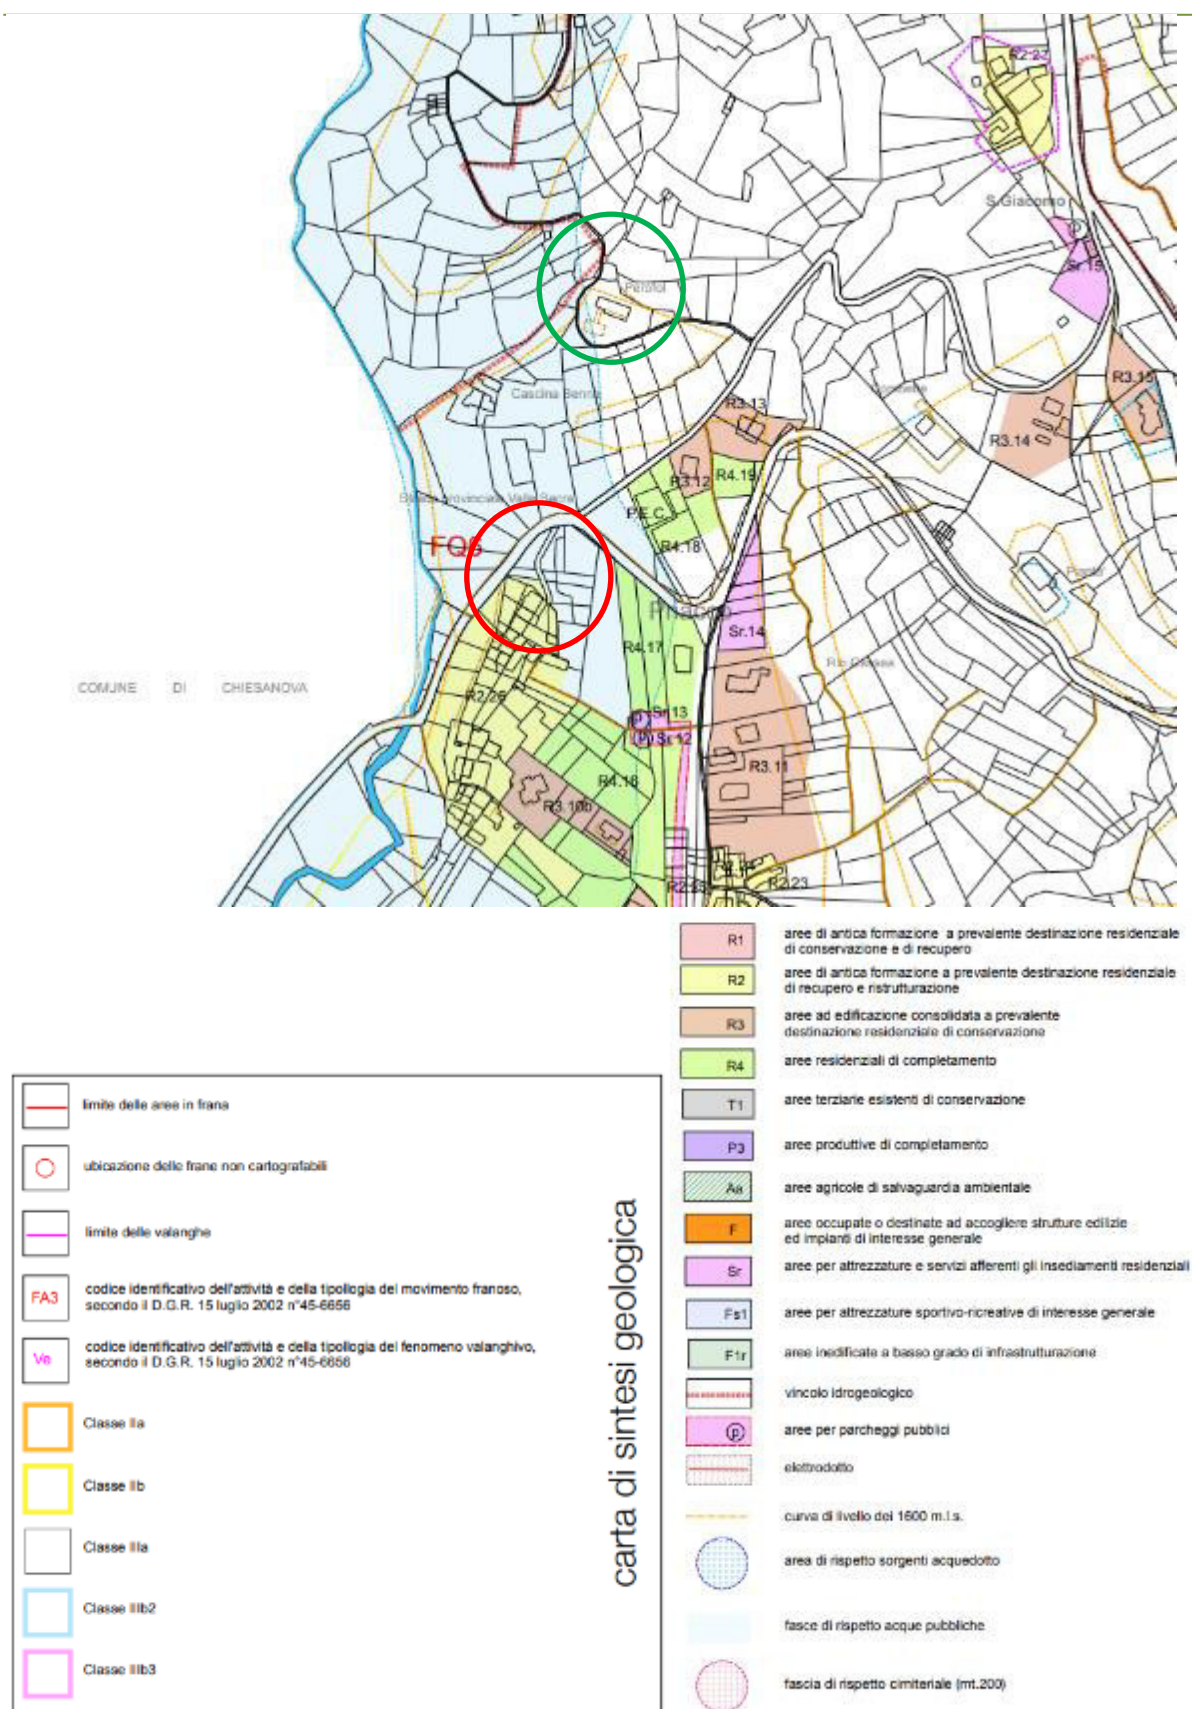 R2.22
S.Giacomo
Sr.15
Perifol
Cascina Serra
R3.13
R3.15
R3.14
R3.12
R4.19
P.E.C.
R4.18
Strada provinciale Valle Sacra
FQ6
Sr.14
R4.17
COMUNE DI CHIESANOVA
R2.26
Sr.13
Sr.12
R3.11
R4.16
R3.10b
R2.23
R1 aree di antica formazione a prevalente destinazione residenziale
di conservazione e di recupero
R2 aree di antica formazione a prevalente destinazione residenziale
di recupero e ristrutturazione
R3 aree ad edificazione consolidata a prevalente
destinazione residenziale di conservazione
R4 aree residenziali di completamento
T1 aree terziarie esistenti di conservazione
P3 aree produttive di completamento
Aa aree agricole di salvaguardia ambientale
F aree occupate o destinate ad accogliere strutture edilizie
ed impianti di interesse generale
Sr aree per attrezzature e servizi afferenti gli insediamenti residenziali
Fs1 aree per attrezzature sportivo-ricreative di interesse generale
F1r aree inedificate a basso grado di infrastrutturazione
vincolo idrogeologico
p aree per parcheggi pubblici
elettrodotto
curva di livello dei 1600 m.l.s.
area di rispetto sorgenti acquedotto
fasce di rispetto acque pubbliche
fascia di rispetto cimiteriale (mt.200)
limite delle aree in frana
ubicazione delle frane non cartografabili
limite delle valanghe
FA3 codice identificativo dell'attività e della tipologia del movimento franoso,
secondo il D.G.R. 15 luglio 2002 n°45-6656
Ve codice identificativo dell'attività e della tipologia del fenomeno valanghivo,
secondo il D.G.R. 15 luglio 2002 n°45-6656
Classe IIa
Classe IIb
Classe IIIa
Classe IIIb2
Classe IIIb3
carta di sintesi geologica